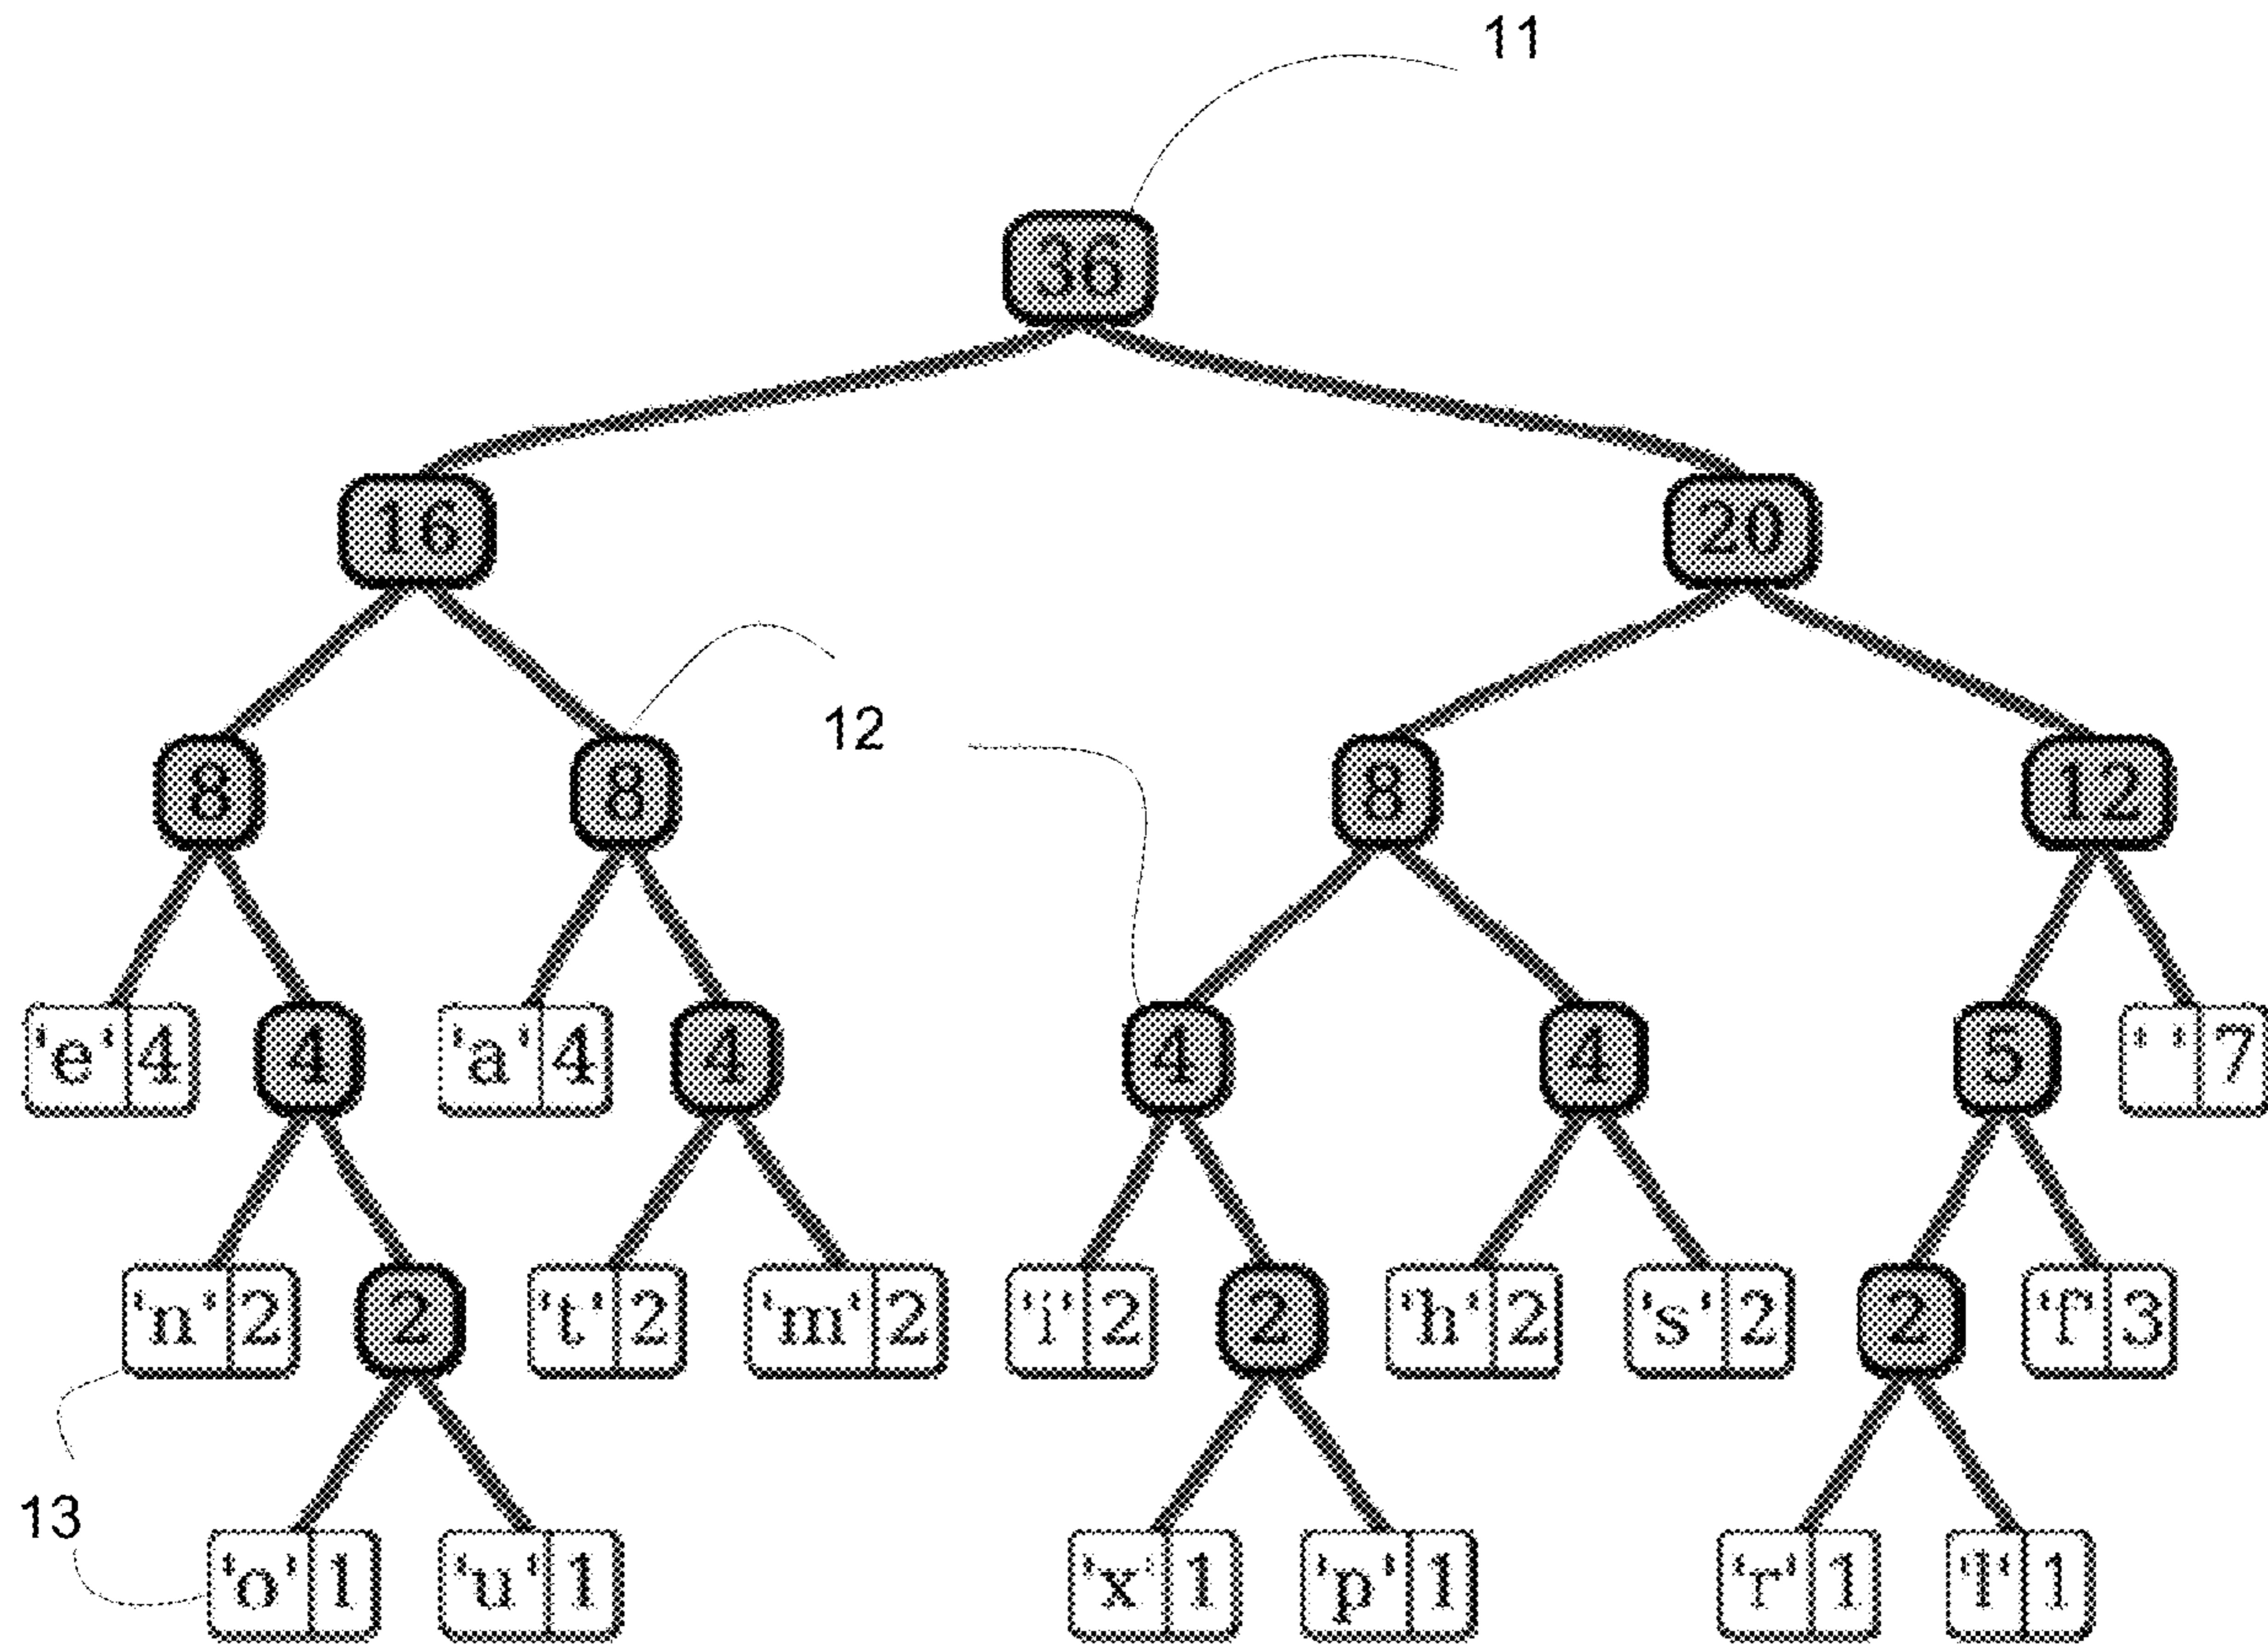 11
36
16 20
12
8 8 8 12
'e' 4 4 'a' 4 4 4 4 5 ' ' 7
'n' 2 2 't' 2 'm' 2 'i' 2 2 'h' 2 's' 2 2 'f' 3
13
'o' 1 'u' 1 'x' 1 'p' 1 'r' 1 'l' 1